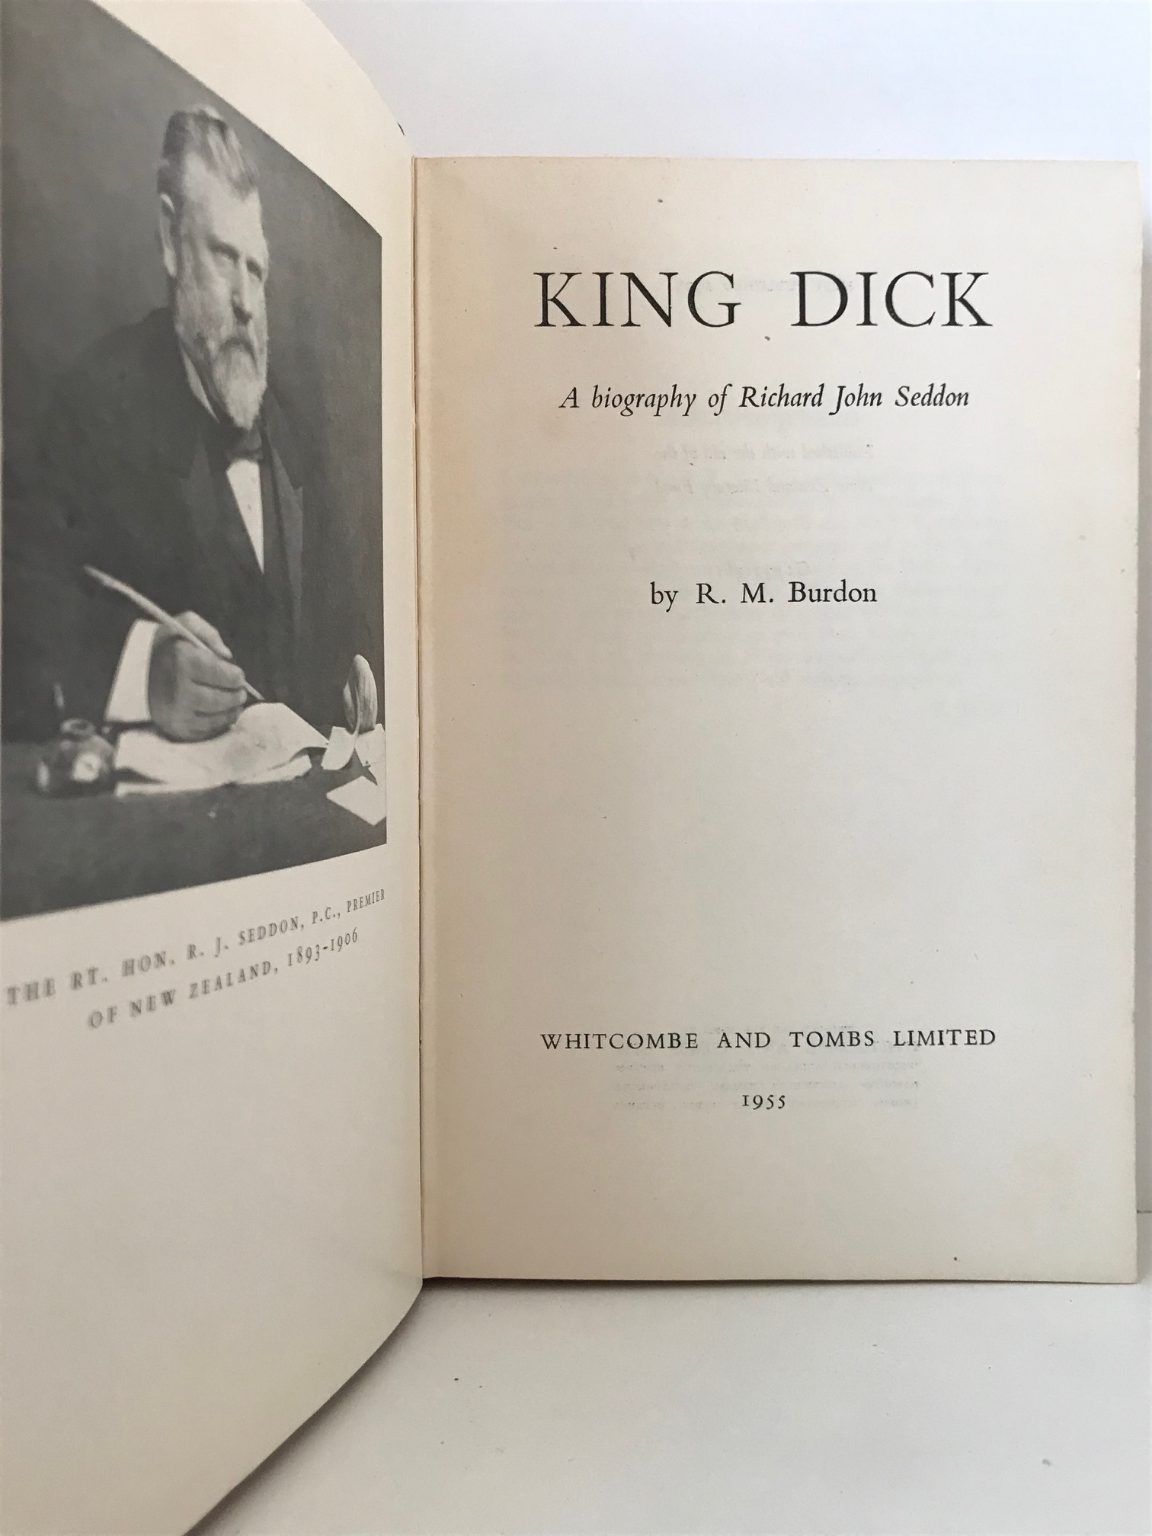 THE RT. HON. R. J. SEDDON, P.C., PREMIER
OF NEW ZEALAND, 1893-1906
KING DICK
A biography of Richard John Seddon
by R. M. Burdon
WHITCOMBE AND TOMBS LIMITED
1955